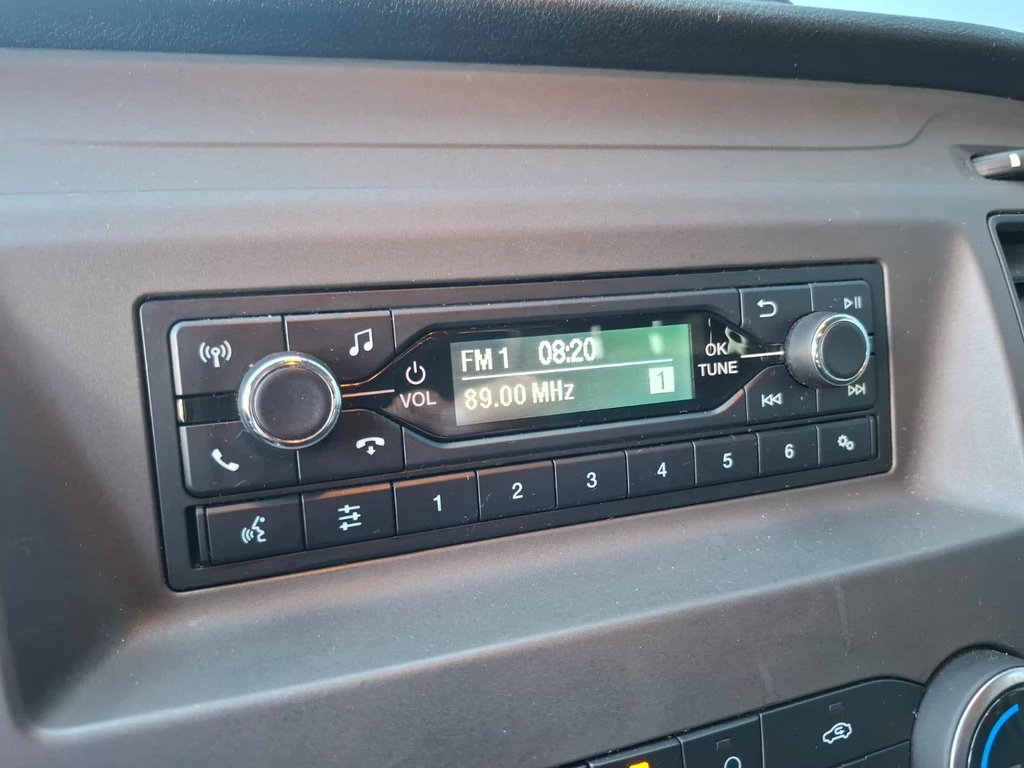 FM 1 08:20
89.00 MHz 1
VOL
OK/
TUNE
1 2 3 4 5 6